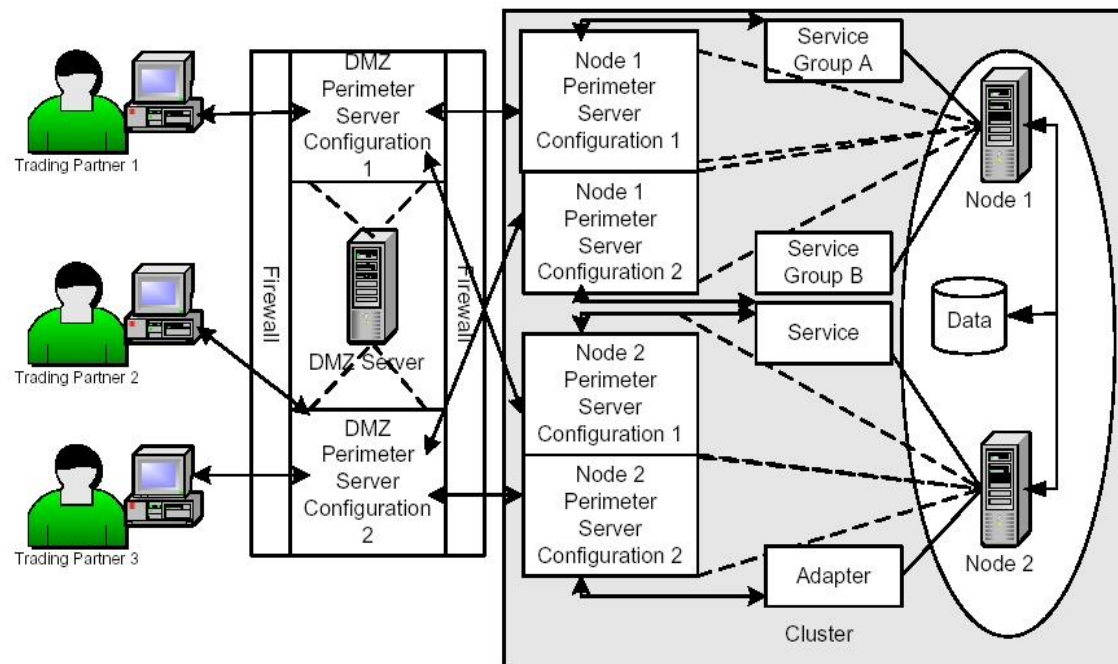 DMZ
Perimeter
Server
Configuration
1
Node 1
Perimeter
Server
Configuration 1
Service
Group A
Trading Partner 1
Node 1
Node 1
Perimeter
Server
Configuration 2
Service
Group B
Firewall
Firewall
DMZ Server
Service
Data
Trading Partner 2
Node 2
Perimeter
Server
Configuration 1
DMZ
Perimeter
Server
Configuration
2
Node 2
Perimeter
Server
Configuration 2
Trading Partner 3
Adapter
Node 2
Cluster